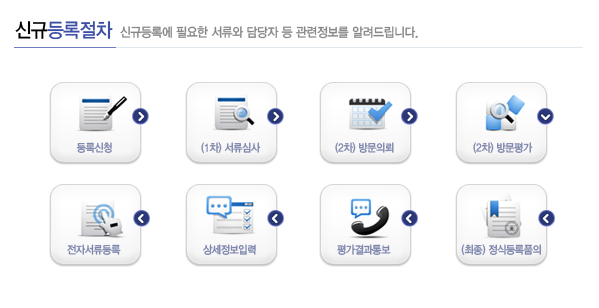 신규등록절차 신규등록에 필요한 서류와 담당자 등 관련정보를 알려드립니다.
등록신청
(1차) 서류심사
(2차) 방문의뢰
(2차) 방문평가
전자서류등록
상세정보입력
평가결과통보
(최종) 정식등록품의